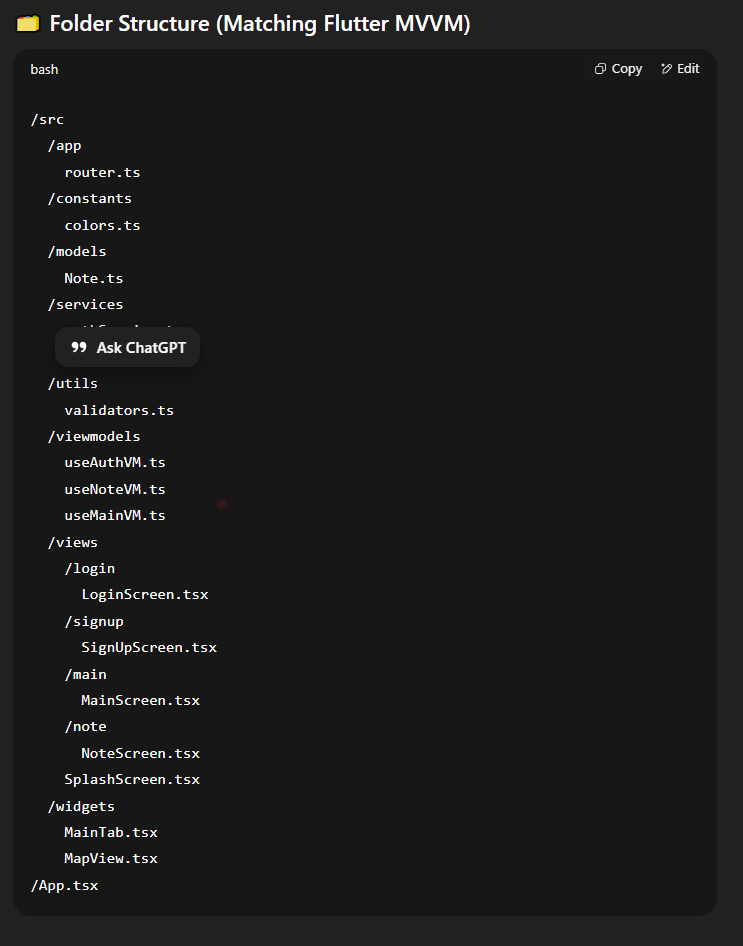 Folder Structure (Matching Flutter MVVM)
bash
Copy
Edit
/src
/app
router.ts
/constants
colors.ts
/models
Note.ts
/services
Ask ChatGPT
/utils
validators.ts
/viewmodels
useAuthVM.ts
useNoteVM.ts
useMainVM.ts
/views
/login
LoginScreen.tsx
/signup
SignUpScreen.tsx
/main
MainScreen.tsx
/note
NoteScreen.tsx
SplashScreen.tsx
/widgets
MainTab.tsx
MapView.tsx
/App.tsx